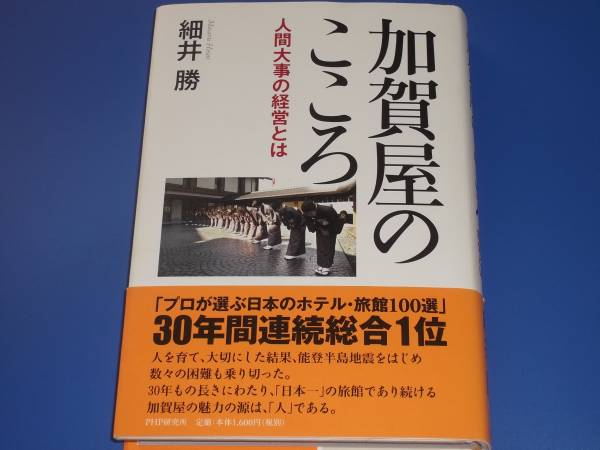 加賀屋の
こころ
人間大事の経営とは
細井 勝
Masaru Hosoi
「プロが選ぶ日本のホテル・旅館100選」
30年間連続総合1位
人を育て、大切にした結果、能登半島地震をはじめ
数々の困難も乗り切った。
30年もの長きにわたり、「日本一」の旅館であり続ける
加賀屋の魅力の源は、「人」である。
PHP研究所 定価:本体1,600円(税別)